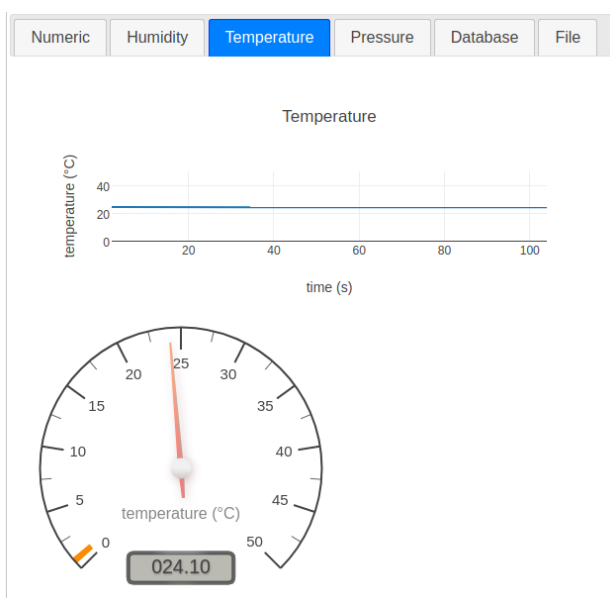 Numeric Humidity Temperature Pressure Database File
Temperature
temperature (°C)
40
20
0
20 40 60 80 100
time (s)
25
20 30
15 35
10 40
5 45
temperature (°C)
0 50
024.10